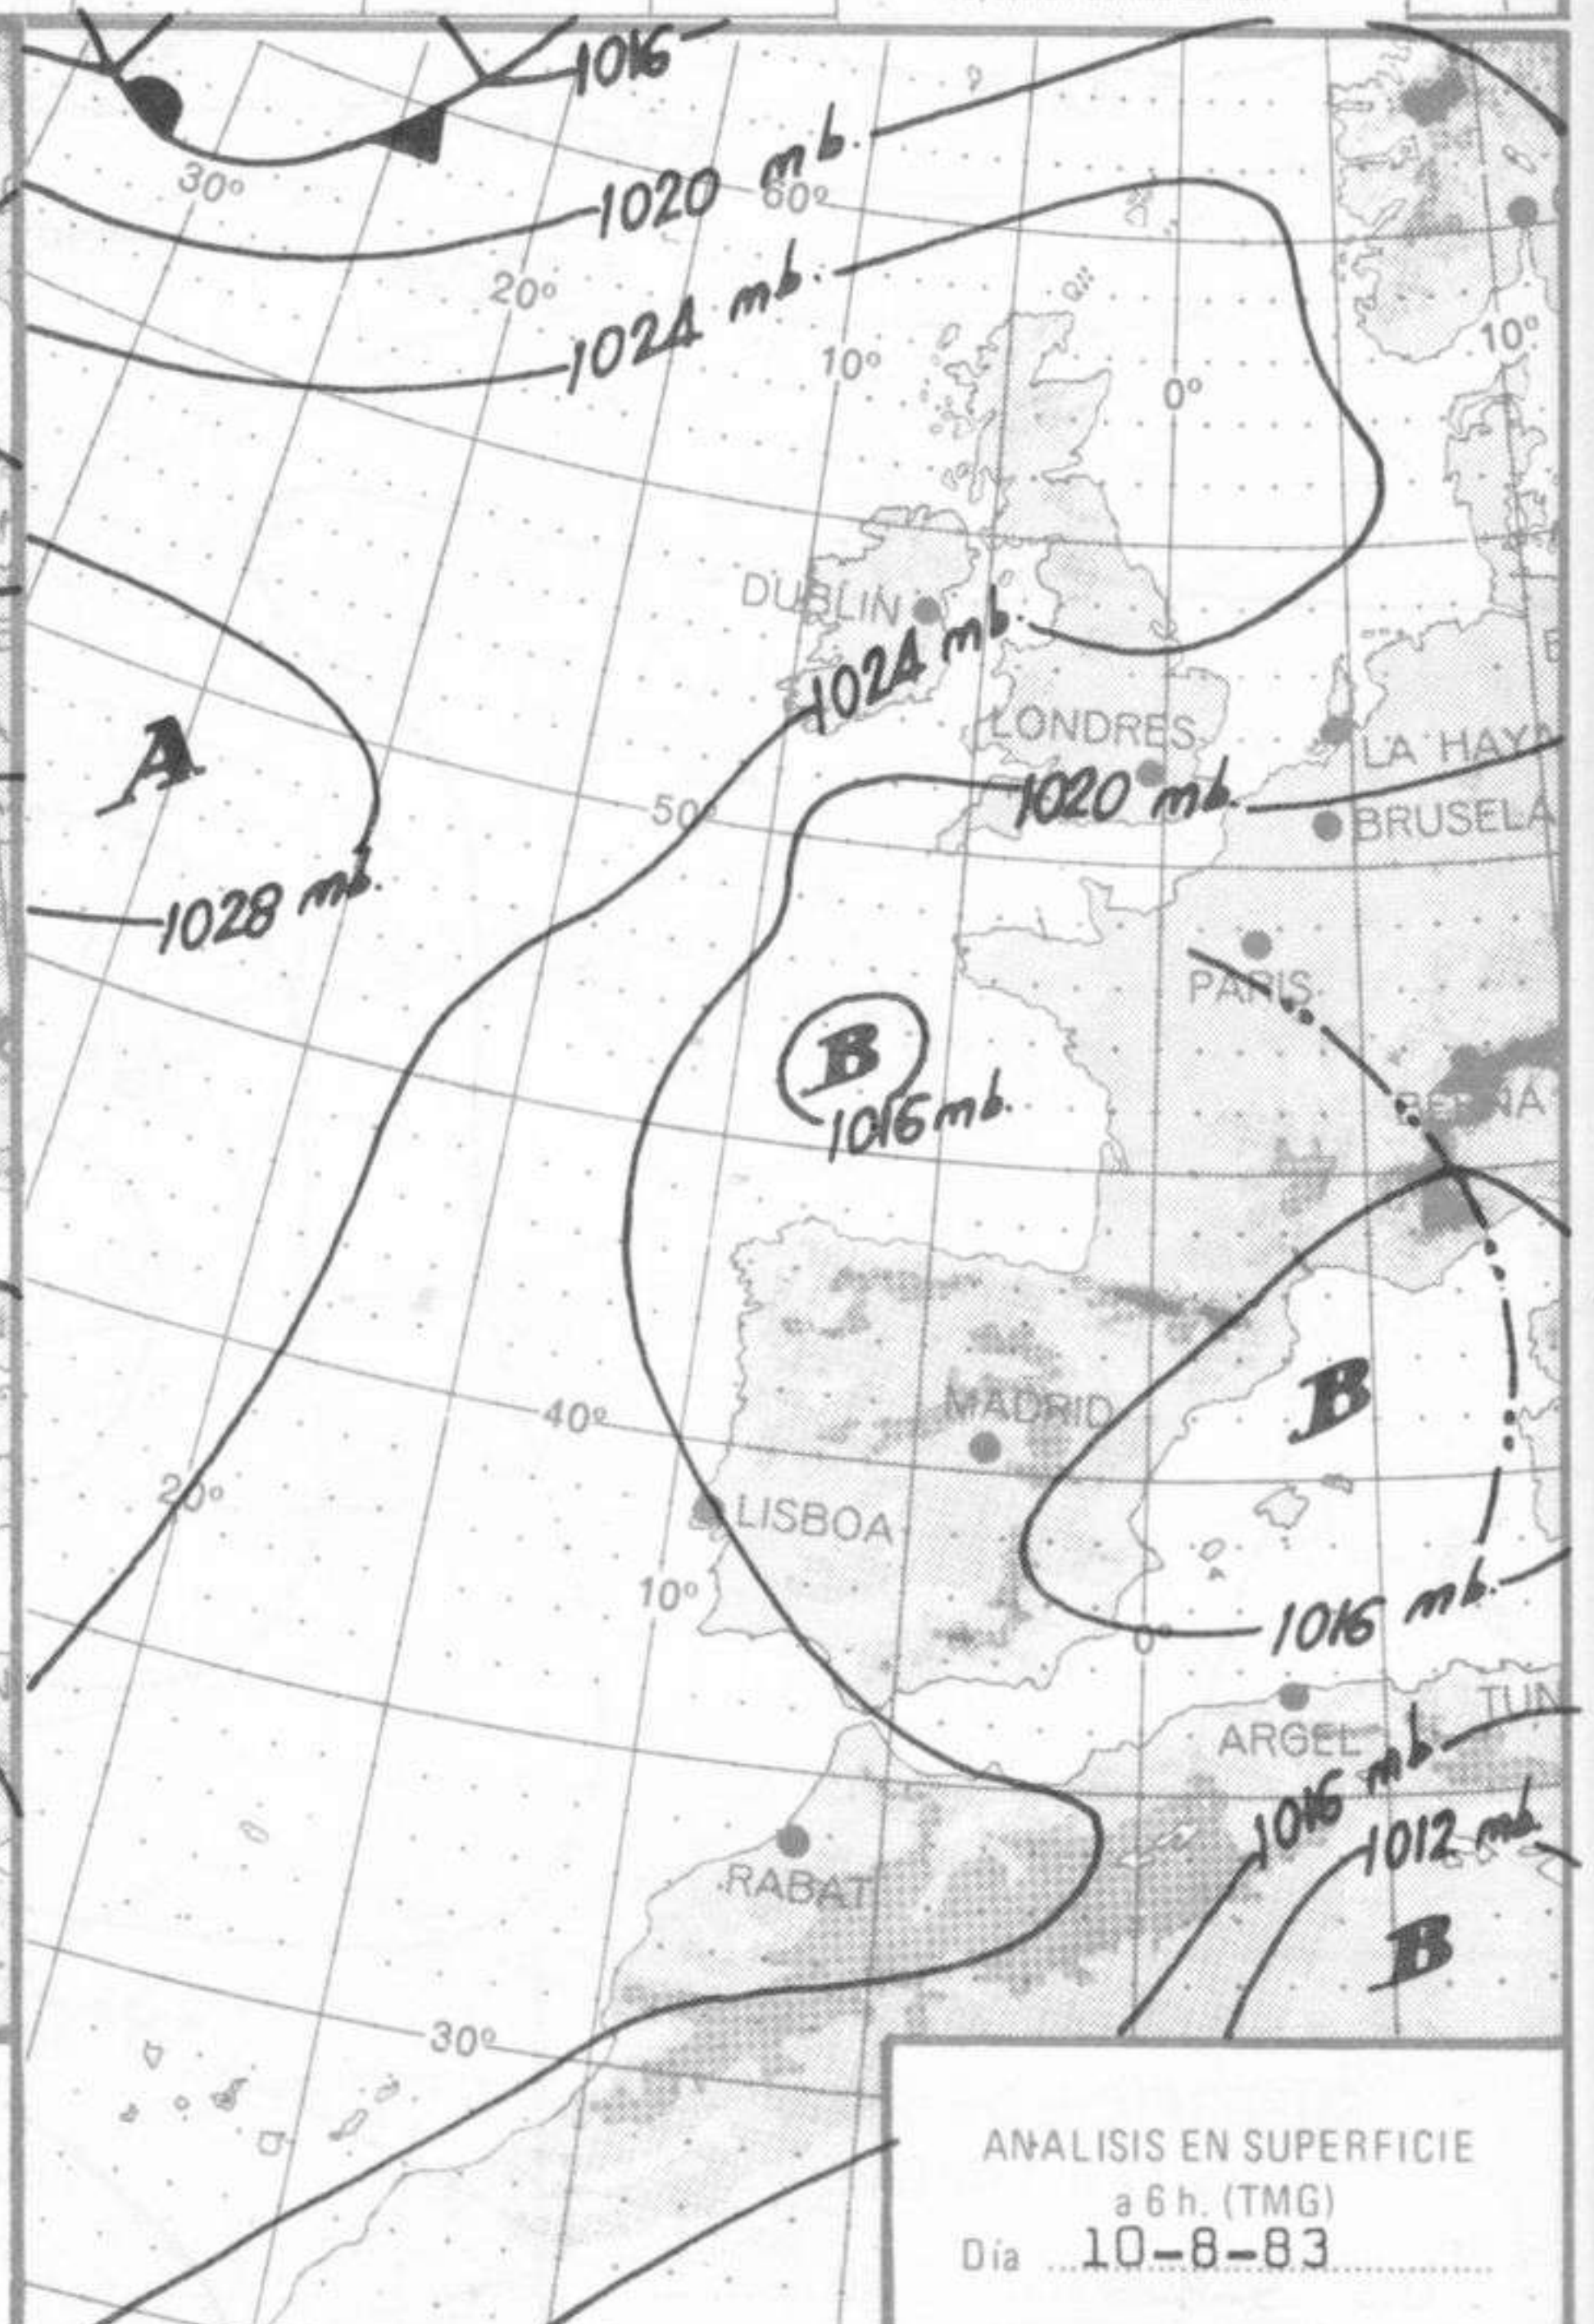 1016
30°
1020 mb.
60°
20°
1024 mb.
10°
10°
0°
DUBLIN
1024 mb.
LONDRES
LA HAYA
50°
1020 mb.
BRUSELA
A
1028 mb.
PARIS
B
1016 mb.
BERNA
B
MADRID
40°
20°
LISBOA
10°
1016 mb.
0°
TUN
ARGEL
1016 mb.
1012 mb.
RABAT
B
30°
ANALISIS EN SUPERFICIE
a 6 h. (TMG)
Día 10-8-83